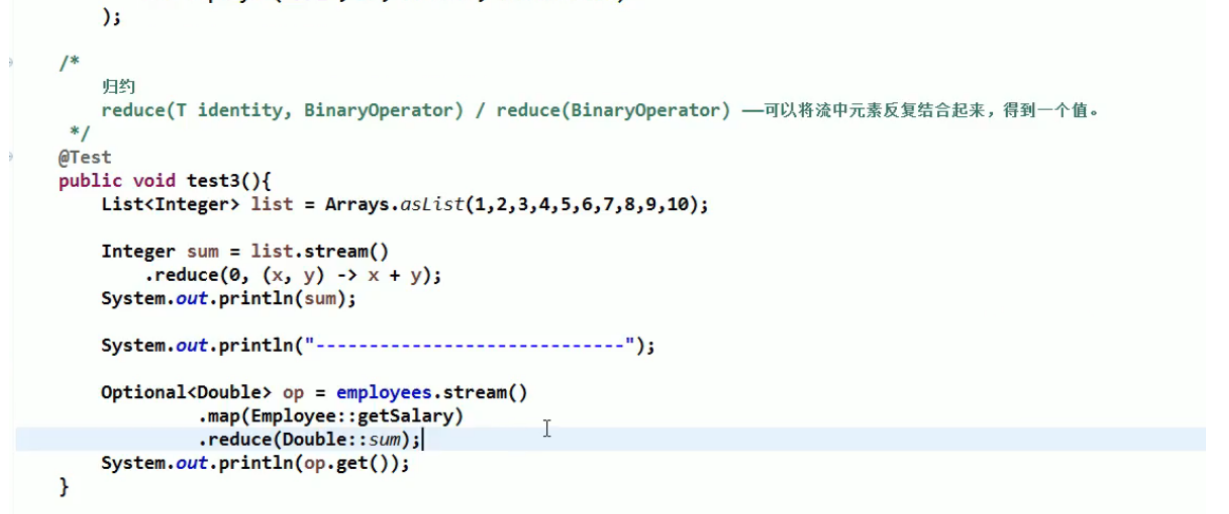 );
/*
归约
reduce(T identity, BinaryOperator) / reduce(BinaryOperator) ——可以将流中元素反复结合起来，得到一个值。
*/
@Test
public void test3(){
List<Integer> list = Arrays.asList(1,2,3,4,5,6,7,8,9,10);
Integer sum = list.stream()
.reduce(0, (x, y) -> x + y);
System.out.println(sum);
System.out.println("-----------------------------");
Optional<Double> op = employees.stream()
.map(Employee::getSalary)
.reduce(Double::sum);
System.out.println(op.get());
}